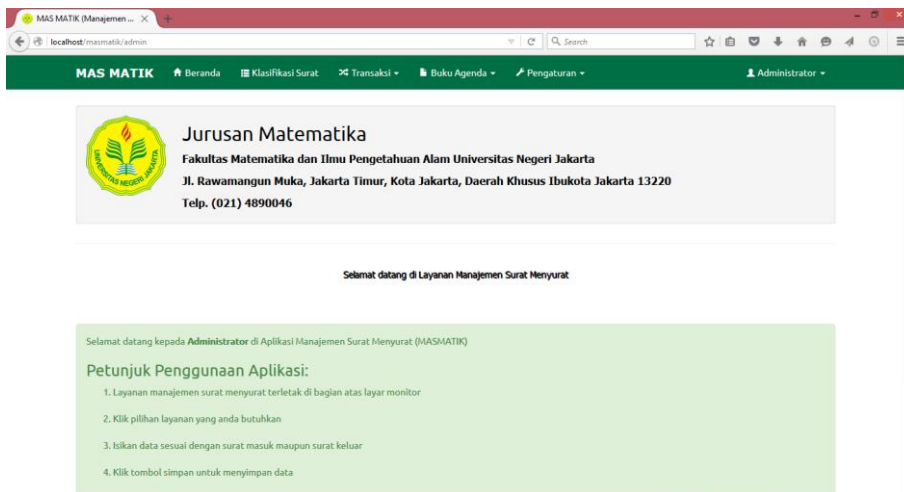 MAS MATIK (Manajemen ...
localhost/masmatik/admin
Search
MAS MATIK Beranda Klasifikasi Surat Transaksi Buku Agenda Pengaturan Administrator
UNIVERSITAS NEGERI JAKARTA
Jurusan Matematika
Fakultas Matematika dan Ilmu Pengetahuan Alam Universitas Negeri Jakarta
Jl. Rawamangun Muka, Jakarta Timur, Kota Jakarta, Daerah Khusus Ibukota Jakarta 13220
Telp. (021) 4890046
Selamat datang di Layanan Manajemen Surat Menyurat
Selamat datang kepada Administrator di Aplikasi Manajemen Surat Menyurat (MASMATIK)
Petunjuk Penggunaan Aplikasi:
1. Layanan manajemen surat menyurat terletak di bagian atas layar monitor
2. Klik pilihan layanan yang anda butuhkan
3. Isikan data sesuai dengan surat masuk maupun surat keluar
4. Klik tombol simpan untuk menyimpan data